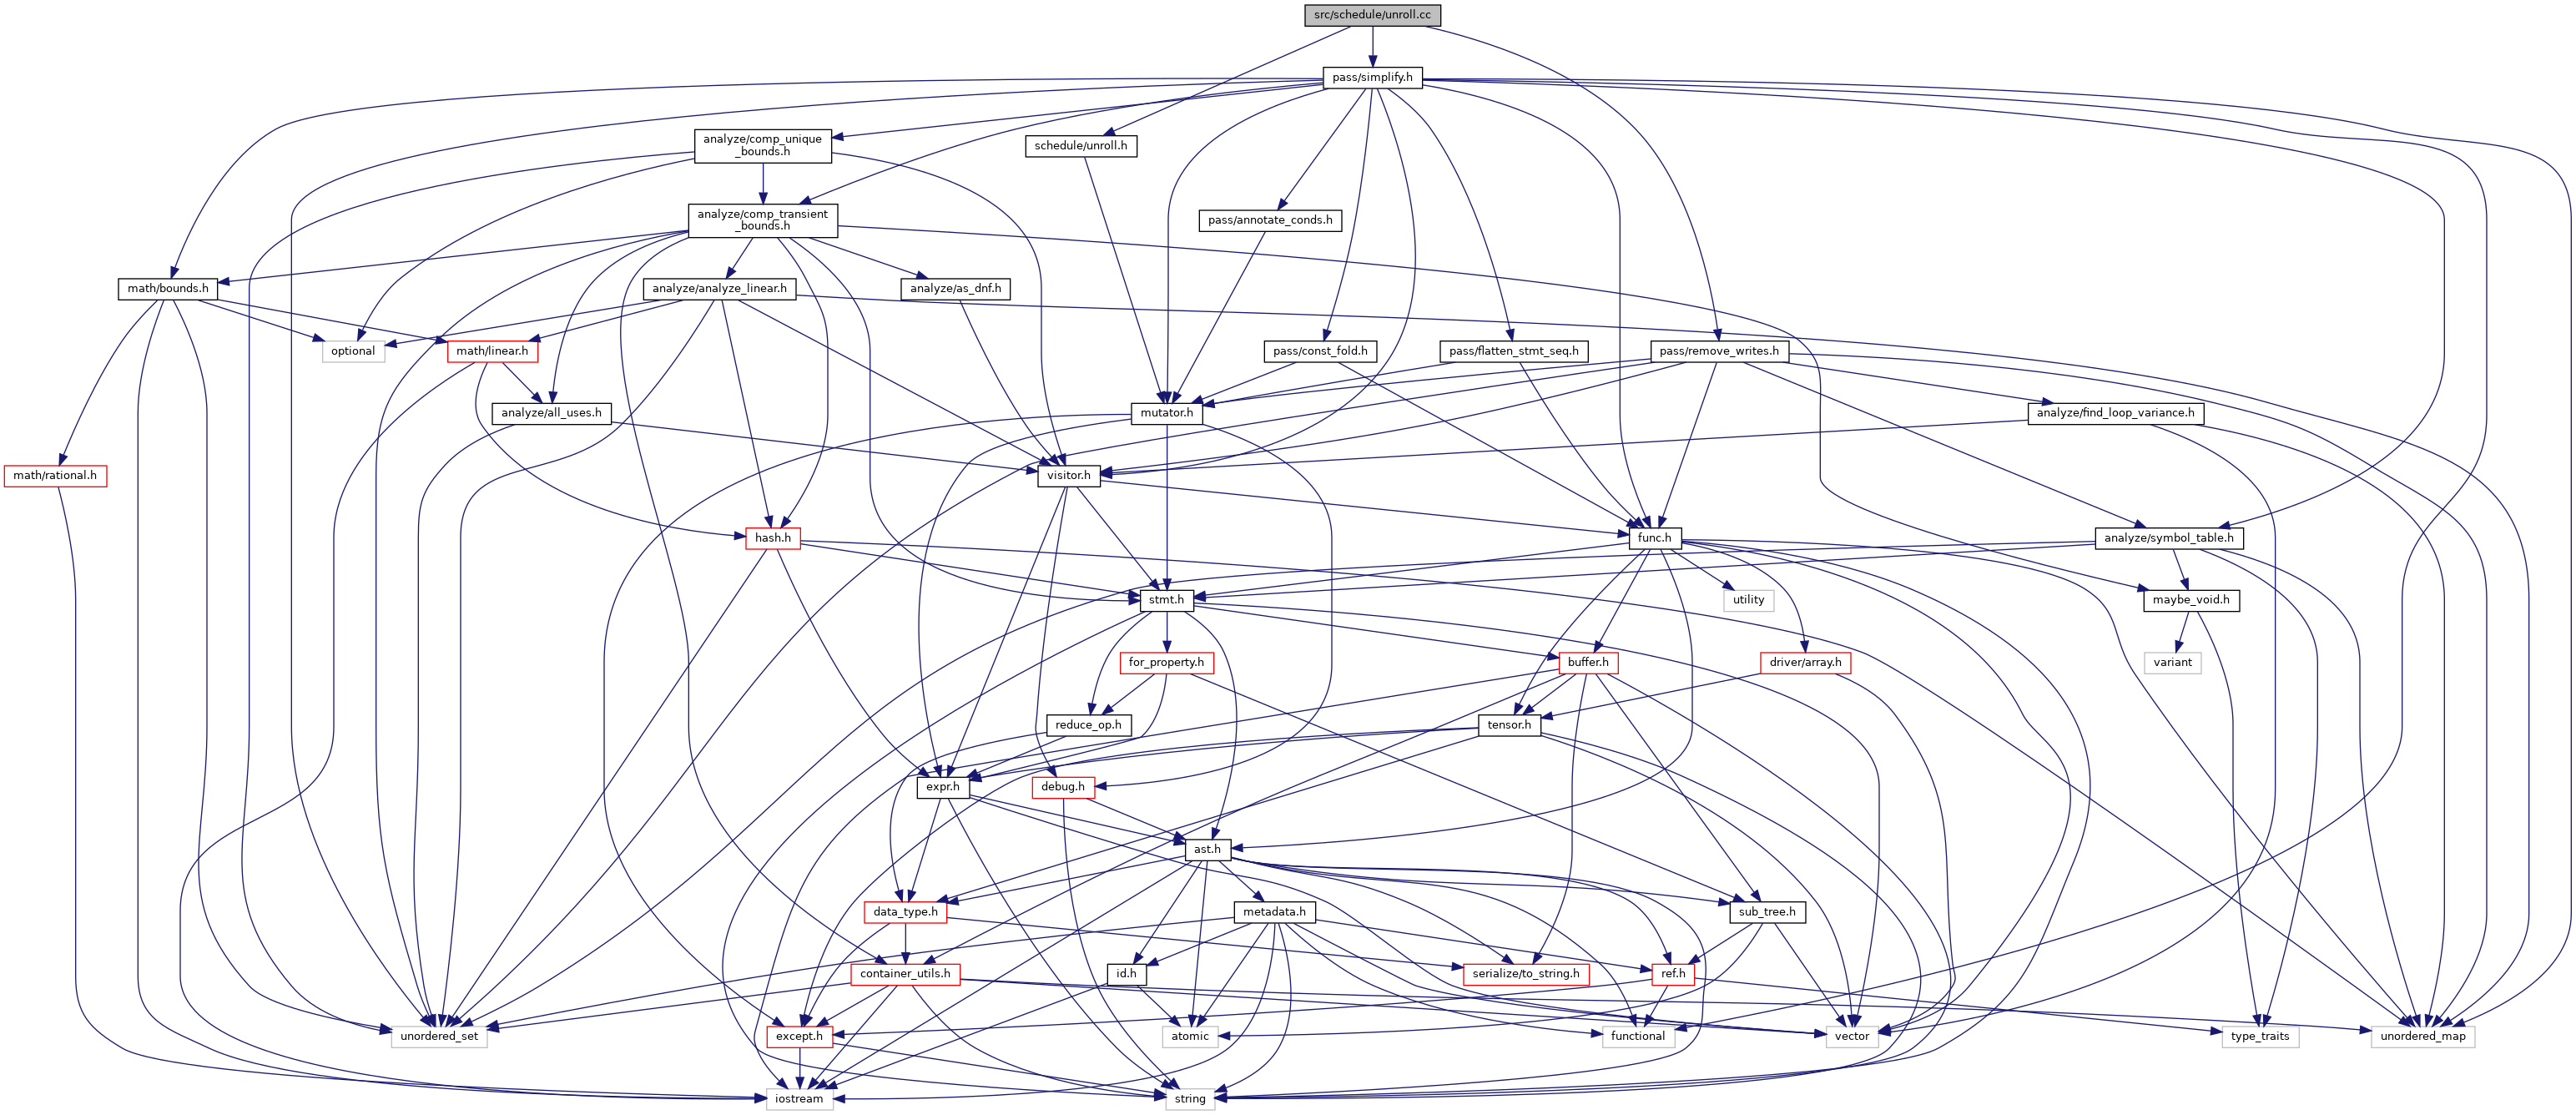 src/schedule/unroll.cc
pass/simplify.h
analyze/comp_unique
_bounds.h
schedule/unroll.h
analyze/comp_transient
_bounds.h
pass/annotate_conds.h
math/bounds.h
analyze/analyze_linear.h
analyze/as_dnf.h
optional
math/linear.h
pass/const_fold.h
pass/flatten_stmt_seq.h
pass/remove_writes.h
analyze/all_uses.h
mutator.h
analyze/find_loop_variance.h
math/rational.h
visitor.h
hash.h
func.h
analyze/symbol_table.h
stmt.h
utility
maybe_void.h
for_property.h
buffer.h
driver/array.h
variant
reduce_op.h
tensor.h
expr.h
debug.h
ast.h
data_type.h
metadata.h
sub_tree.h
container_utils.h
id.h
serialize/to_string.h
ref.h
unordered_set
except.h
atomic
functional
vector
type_traits
unordered_map
iostream
string